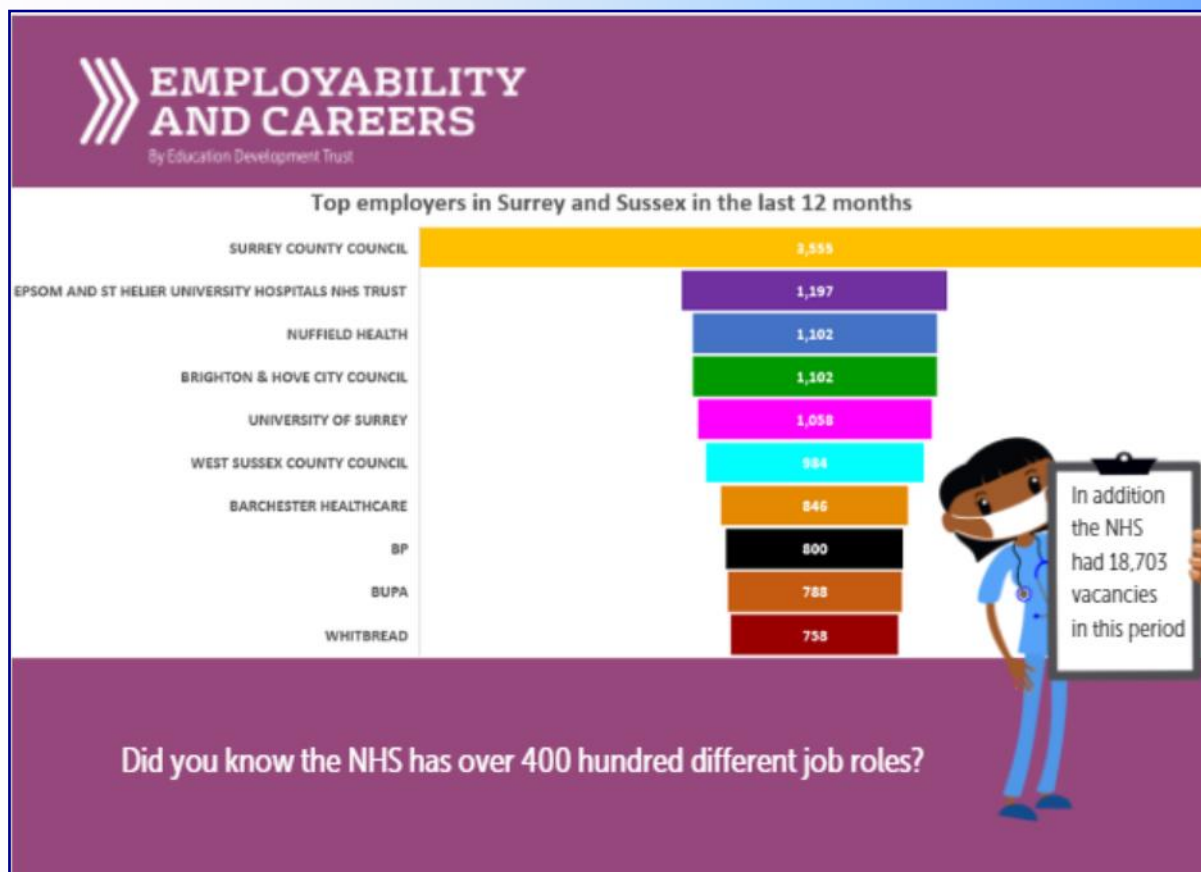 EMPLOYABILITY
AND CAREERS
By Education Development Trust
Top employers in Surrey and Sussex in the last 12 months
SURREY COUNTY COUNCIL 3,555
EPSOM AND ST HELIER UNIVERSITY HOSPITALS NHS TRUST 1,197
NUFFIELD HEALTH 1,102
BRIGHTON & HOVE CITY COUNCIL 1,102
UNIVERSITY OF SURREY 1,058
WEST SUSSEX COUNTY COUNCIL 984
BARCHESTER HEALTHCARE 846
BP 800
BUPA 788
WHITBREAD 758
In addition
the NHS
had 18,703
vacancies
in this period
Did you know the NHS has over 400 hundred different job roles?